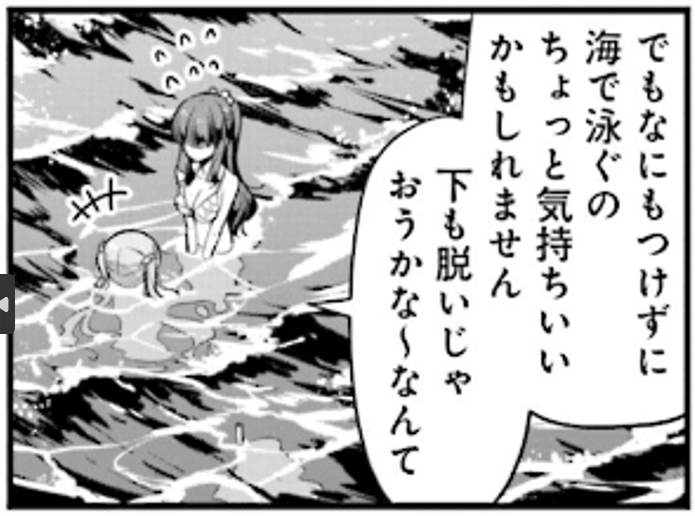 でもなにもつけずに
海で泳ぐの
ちょっと気持ちいい
かもしれません
下も脱いじゃ
おうかな～なんて